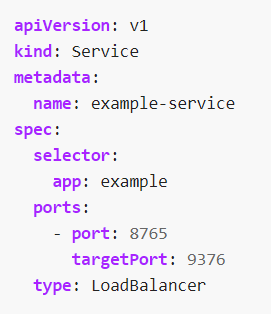 apiVersion: v1
kind: Service
metadata:
  name: example-service
spec:
  selector:
    app: example
  ports:
    - port: 8765
      targetPort: 9376
  type: LoadBalancer